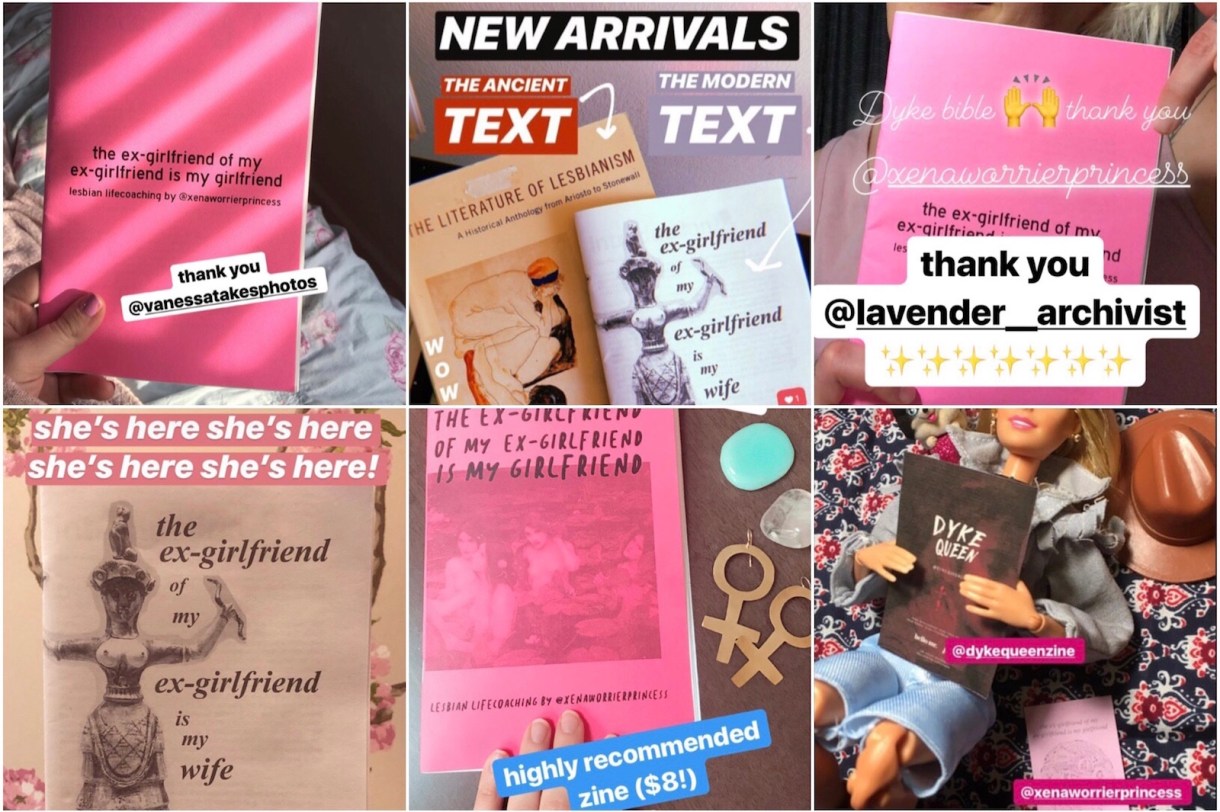 the ex-girlfriend of my
ex-girlfriend is my girlfriend
lesbian lifecoaching by @xenaworrierprincess
thank you
@vanessatakesphotos
NEW ARRIVALS
THE ANCIENT
TEXT
THE MODERN
TEXT
THE LITERATURE OF LESBIANISM
A Historical Anthology from Ariosto to Stonewall
the
ex-girlfriend
of
my
ex-girlfriend
is
my
wife
WOW
1
Dyke bible 🙌 thank you
@xenaworrierprincess
the ex-girlfriend of my
ex-girlfriend
les
thank you
@lavender__archivist
✨✨✨✨✨✨✨
she's here she's here
she's here she's here!
the
ex-girlfriend
of
my
ex-girlfriend
is
my
wife
THE EX-GIRLFRIEND
OF MY EX-GIRLFRIEND
IS MY GIRLFRIEND
LESBIAN LIFECOACHING BY @XENAWORRIERPRINCESS
highly recommended
zine ($8!)
DYKE
QUEEN
@dykequeenzine
@xenaworrierprincess